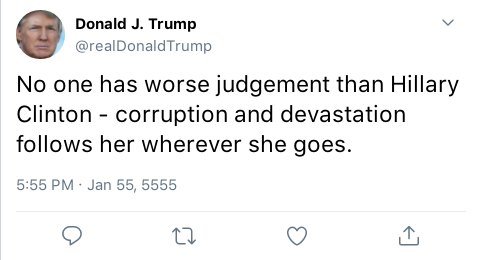 Donald J. Trump
@realDonaldTrump
No one has worse judgement than Hillary
Clinton - corruption and devastation
follows her wherever she goes.
5:55 PM · Jan 55, 5555